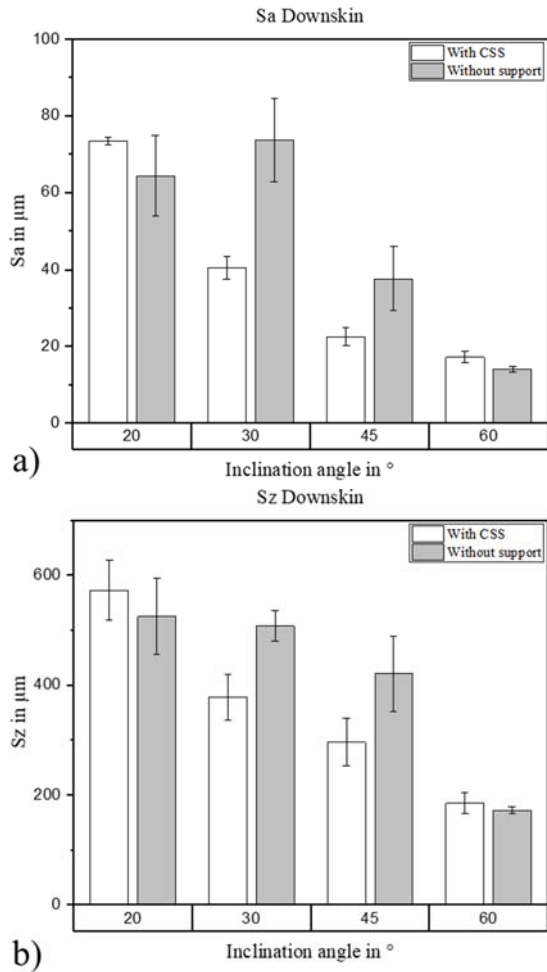 Sa Downskin
100
80
60
40
20
0
Sa in μm
With CSS
Without support
20 30 45 60
Inclination angle in °
a)
Sz Downskin
600
400
200
0
Sz in μm
With CSS
Without support
20 30 45 60
Inclination angle in °
b)